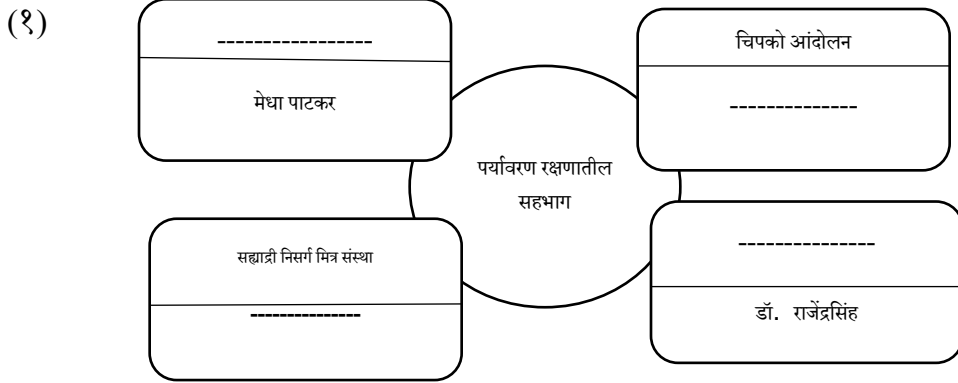 (१)
-----------------
मेधा पाटकर
चिपको आंदोलन
--------------
पर्यावरण रक्षणातील
सहभाग
सह्याद्री निसर्ग मित्र संस्था
---------------
---------------
डॉ. राजेंद्रसिंह